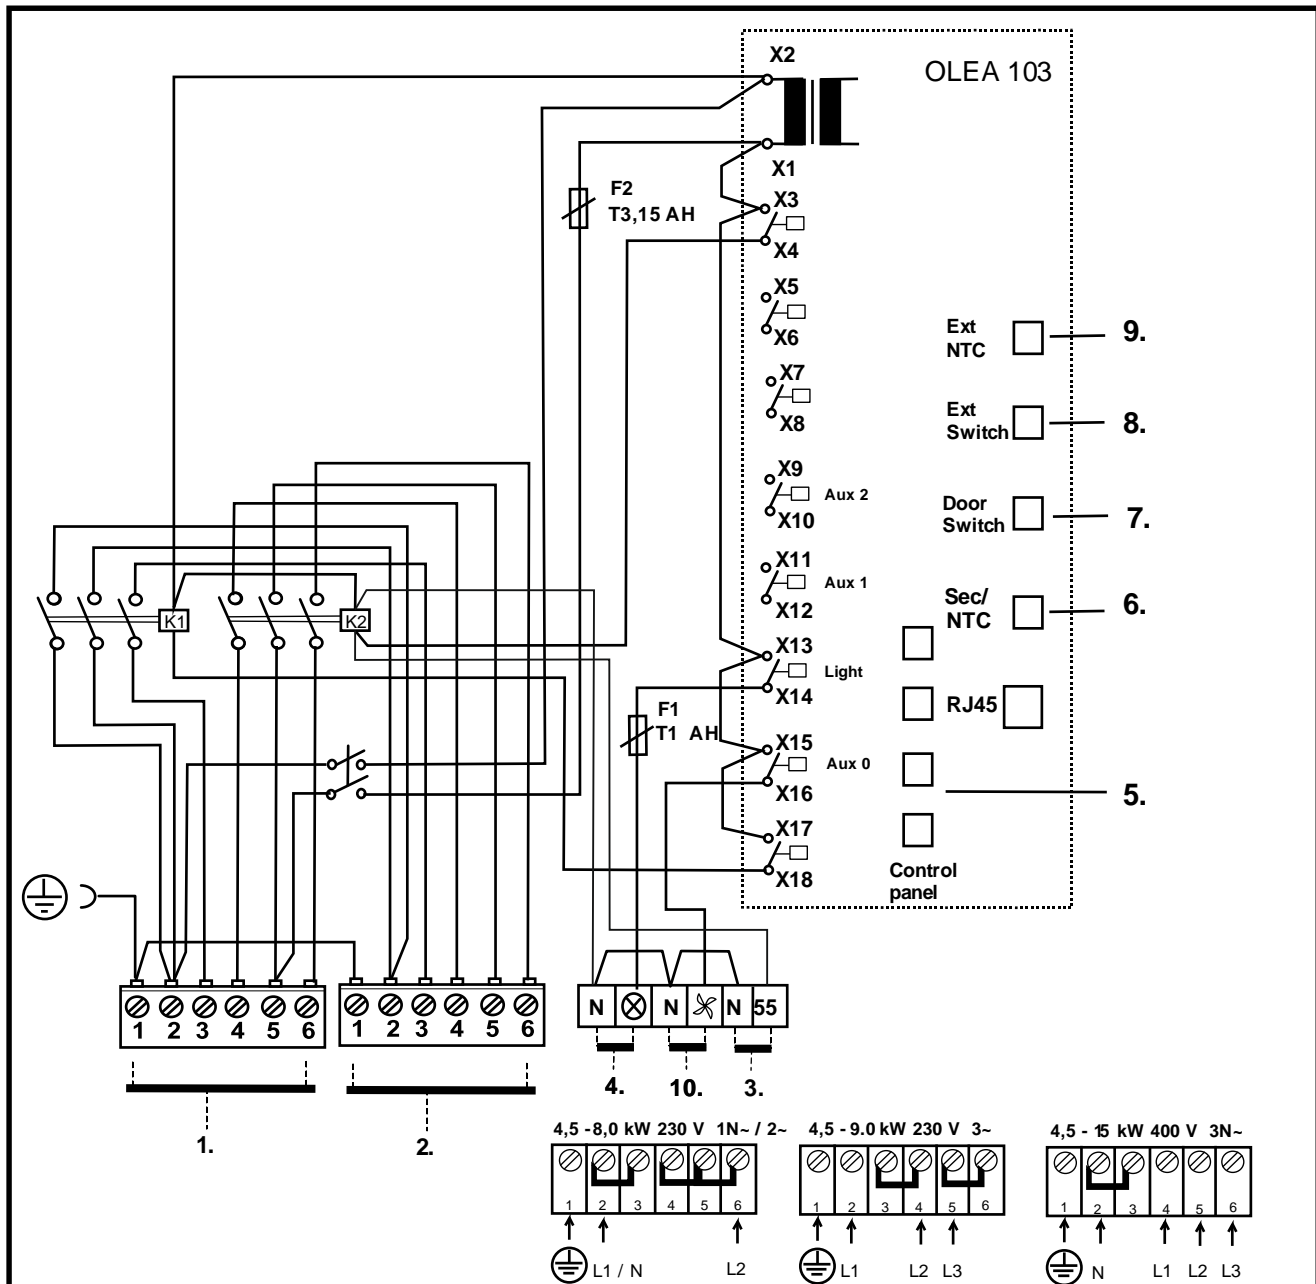 X2
OLEA 103
X1
F2
T3,15 AH
X3
X4
X5
X6
Ext
NTC
9.
X7
X8
Ext
Switch
8.
X9
Aux 2
X10
Door
Switch
7.
X11
Aux 1
X12
Sec/
NTC
6.
K1
K2
X13
Light
X14
RJ45
F1
T1 AH
X15
Aux 0
X16
5.
X17
X18
Control
panel
1 2 3 4 5 6
1 2 3 4 5 6
N N N 55
4. 10. 3.
1.
2.
4,5 -8,0 kW 230 V 1N~ / 2~
1 2 3 4 5 6
L1 / N L2
4,5 - 9.0 kW 230 V 3~
1 2 3 4 5 6
L1 L2 L3
4,5 - 15 kW 400 V 3N~
1 2 3 4 5 6
N L1 L2 L3